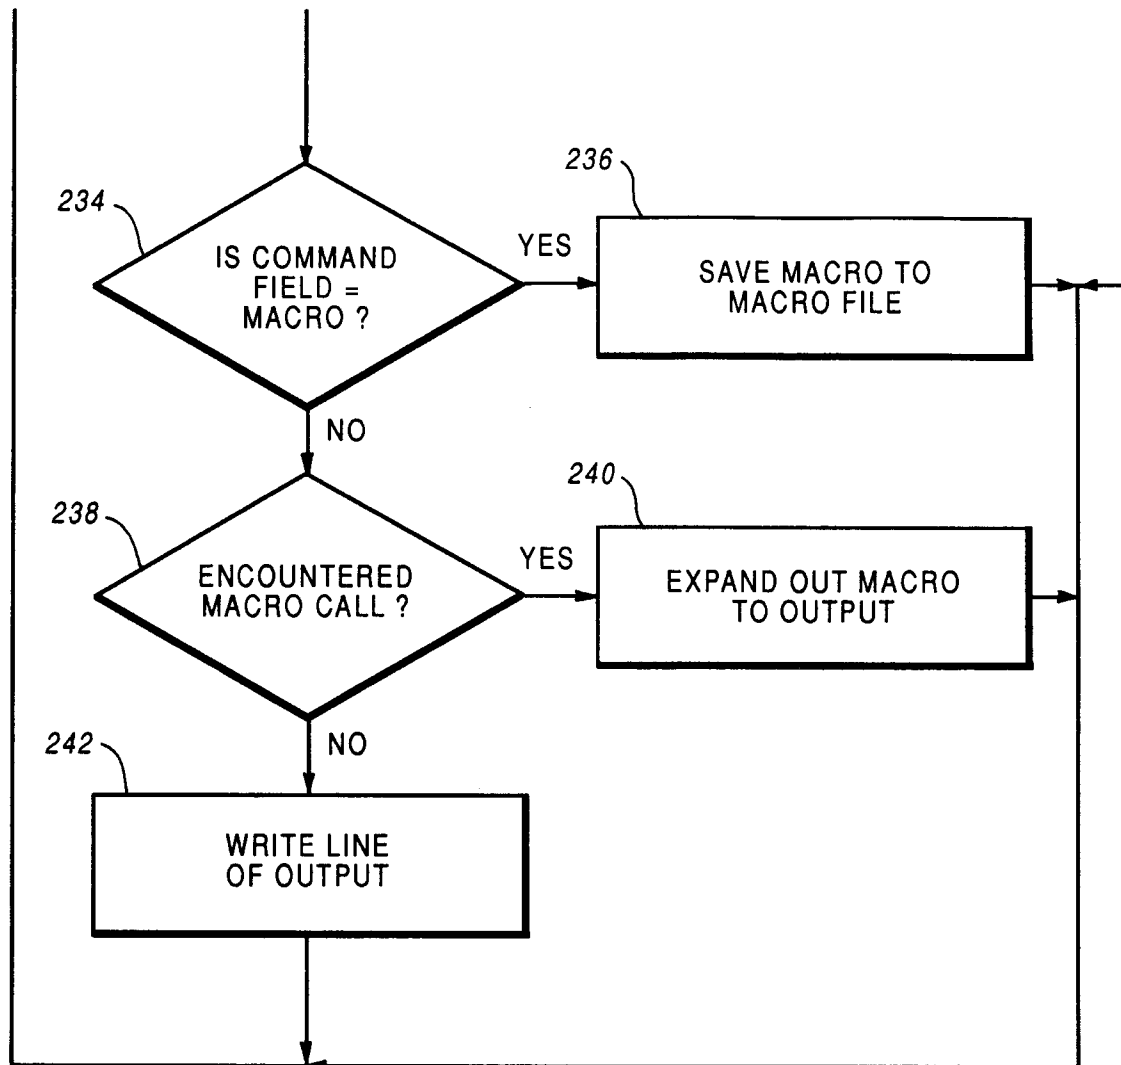 234
IS COMMAND
FIELD =
MACRO ?
YES
236
SAVE MACRO TO
MACRO FILE
NO
238
ENCOUNTERED
MACRO CALL ?
YES
240
EXPAND OUT MACRO
TO OUTPUT
NO
242
WRITE LINE
OF OUTPUT